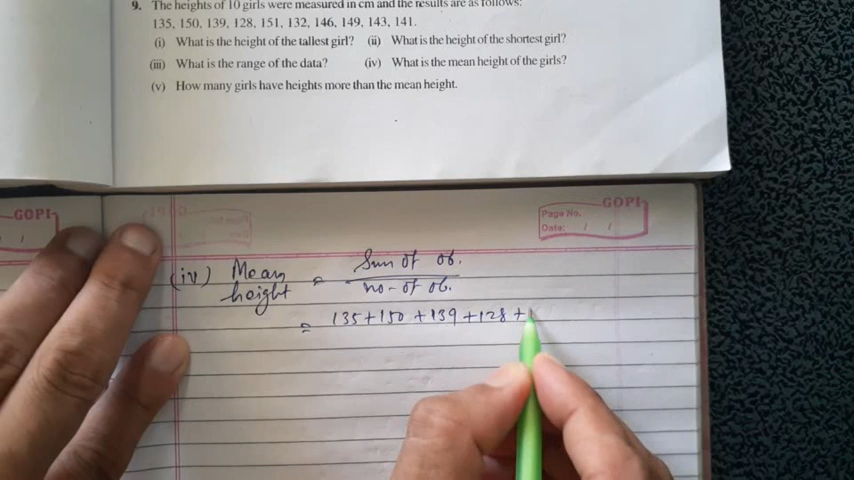 9. The heights of 10 girls were measured in cm and the results are as follows:
135, 150, 139, 128, 151, 132, 146, 149, 143, 141.
(i) What is the height of the tallest girl? (ii) What is the height of the shortest girl?
(iii) What is the range of the data? (iv) What is the mean height of the girls?
(v) How many girls have heights more than the mean height.
GOPI
GOPI
Page No.
Date: / /
(iv) Mean height = Sum of ob. / no-of ob.
= 135+150+139+128+1